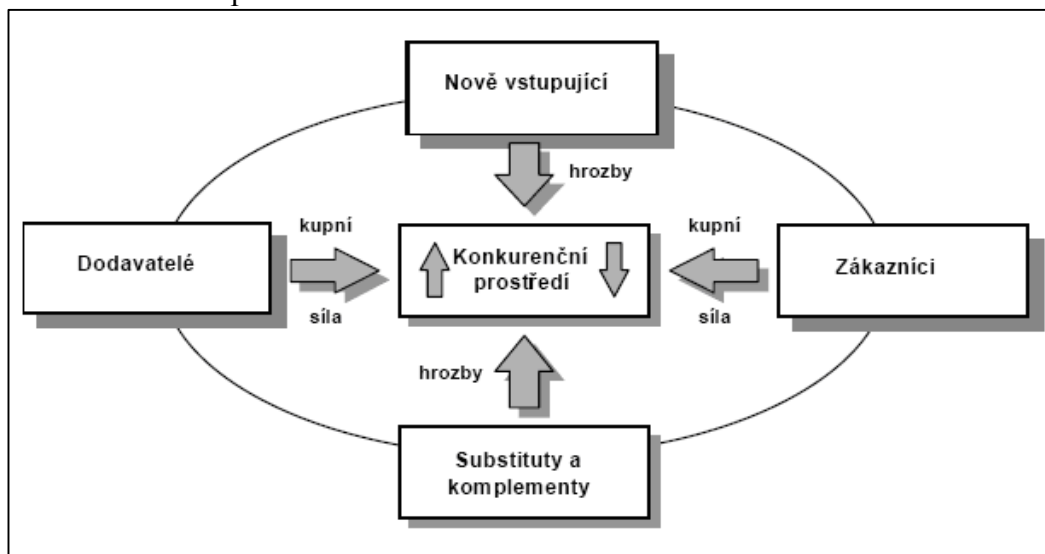 Nově vstupující
hrozby
kupní
kupní
Dodavatelé
Konkurenční
prostředí
Zákazníci
síla
síla
hrozby
Substituty a
komplementy